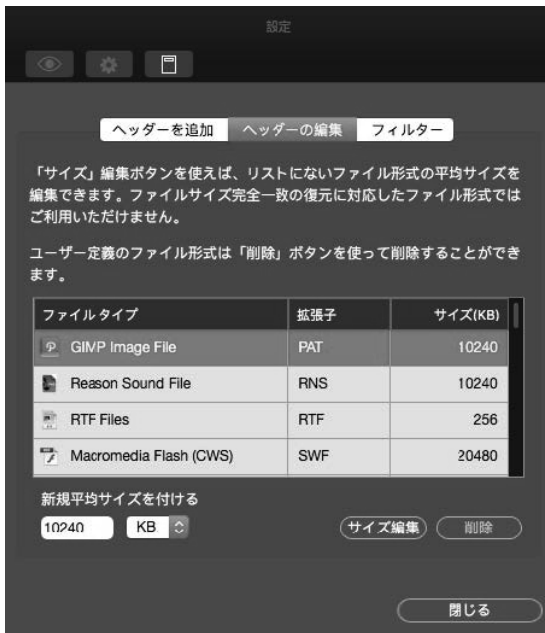 設定
ヘッダーを追加 ヘッダーの編集 フィルター
「サイズ」編集ボタンを使えば、リストにないファイル形式の平均サイズを
編集できます。ファイルサイズ完全一致の復元に対応したファイル形式では
ご利用いただけません。
ユーザー定義のファイル形式は「削除」ボタンを使って削除することができ
ます。
ファイルタイプ 拡張子 サイズ(KB)
GIMP Image File PAT 10240
Reason Sound File RNS 10240
RTF Files RTF 256
Macromedia Flash (CWS) SWF 20480
新規平均サイズを付ける
10240 KB サイズ編集 削除
閉じる